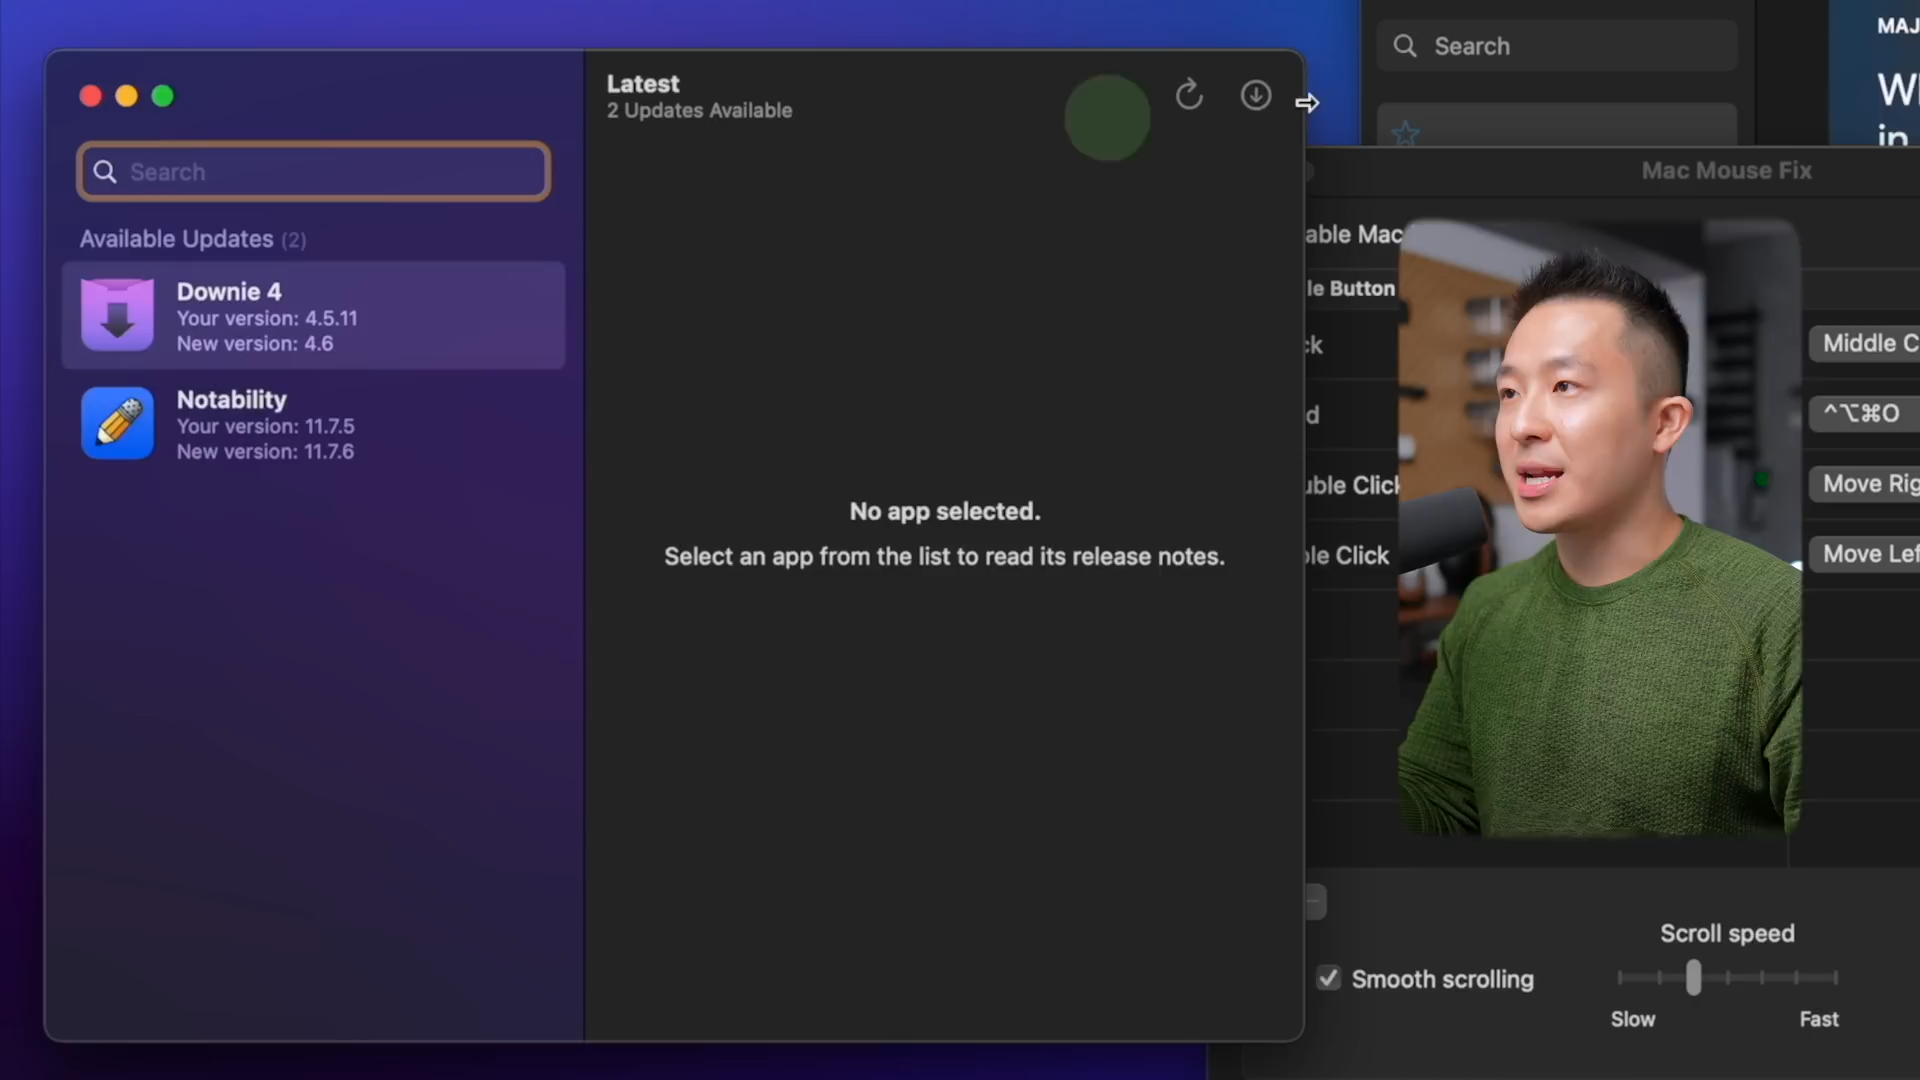 Latest
2 Updates Available
Search
Available Updates (2)
Downie 4
Your version: 4.5.11
New version: 4.6
Notability
Your version: 11.7.5
New version: 11.7.6
No app selected.
Select an app from the list to read its release notes.
Search
MAJ
in
Mac Mouse Fix
able Mac
le Button
ck
Middle C
d
^⌥⌘O
uble Click
Move Rig
ble Click
Move Lef
Scroll speed
Smooth scrolling
Slow
Fast